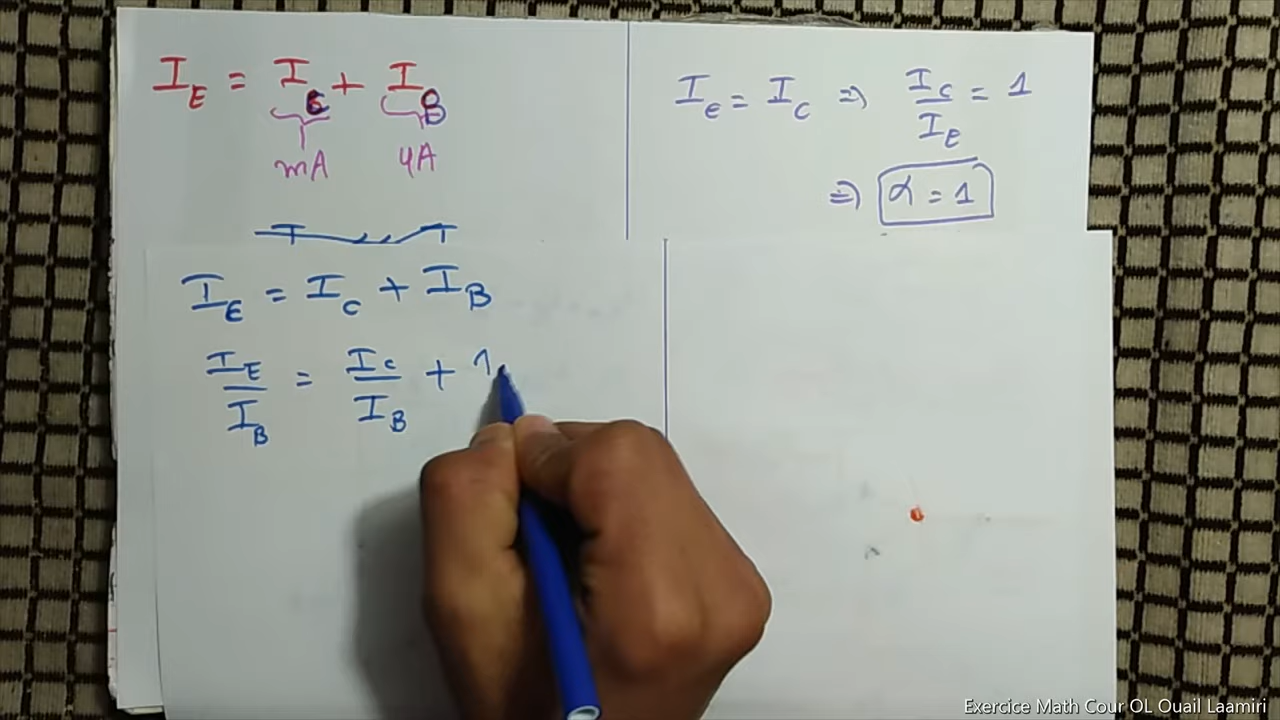 I_E = I_C + I_B
mA 4A
I_E = I_C ⇒ I_C/I_E = 1
⇒ α = 1
I_E = I_C + I_B
I_E/I_B = I_C/I_B + 1
Exercice Math Cour OL Ouail Laamiri